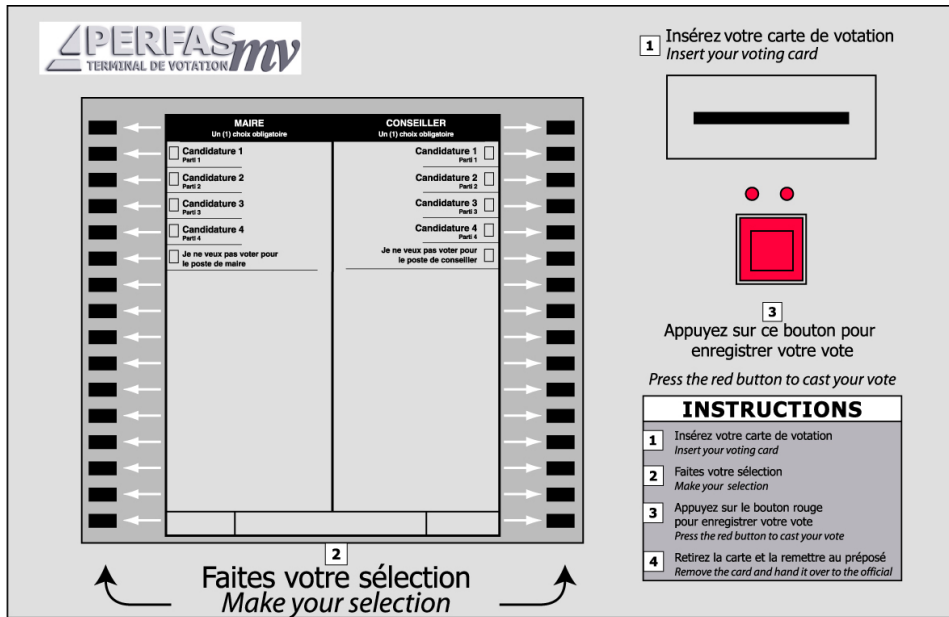 PERFAS mv
TERMINAL DE VOTATION
1 Insérez votre carte de votation
Insert your voting card
MAIRE
Un (1) choix obligatoire
Candidature 1
Parti 1
Candidature 2
Parti 2
Candidature 3
Parti 3
Candidature 4
Parti 4
Je ne veux pas voter pour
le poste de maire
CONSEILLER
Un (1) choix obligatoire
Candidature 1
Parti 1
Candidature 2
Parti 2
Candidature 3
Parti 3
Candidature 4
Parti 4
Je ne veux pas voter pour
le poste de conseiller
2
Faites votre sélection
Make your selection
3
Appuyez sur ce bouton pour
enregistrer votre vote
Press the red button to cast your vote
INSTRUCTIONS
1 Insérez votre carte de votation
Insert your voting card
2 Faites votre sélection
Make your selection
3 Appuyez sur le bouton rouge
pour enregistrer votre vote
Press the red button to cast your vote
4 Retirez la carte et la remettre au préposé
Remove the card and hand it over to the official